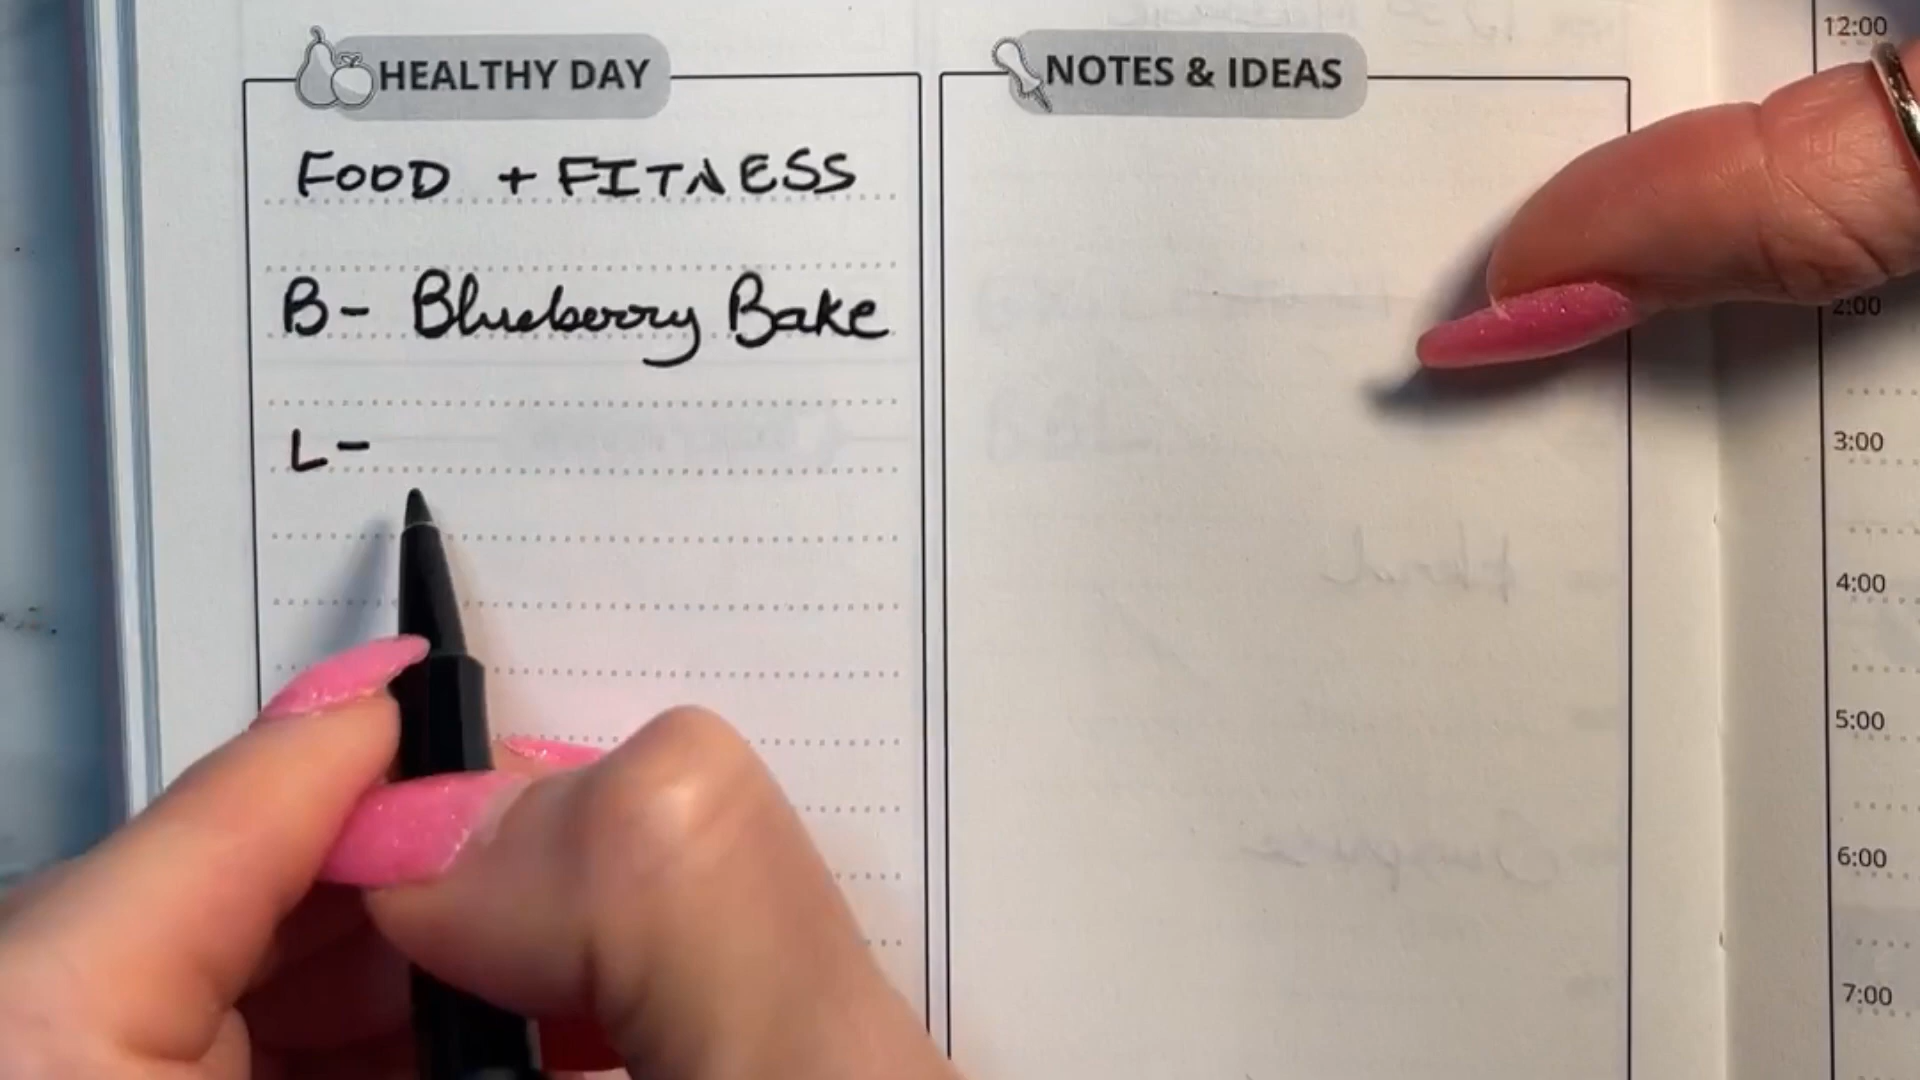 HEALTHY DAY
FOOD + FITNESS
B- Blueberry Bake
L-
NOTES & IDEAS
12:00
2:00
3:00
4:00
5:00
6:00
7:00